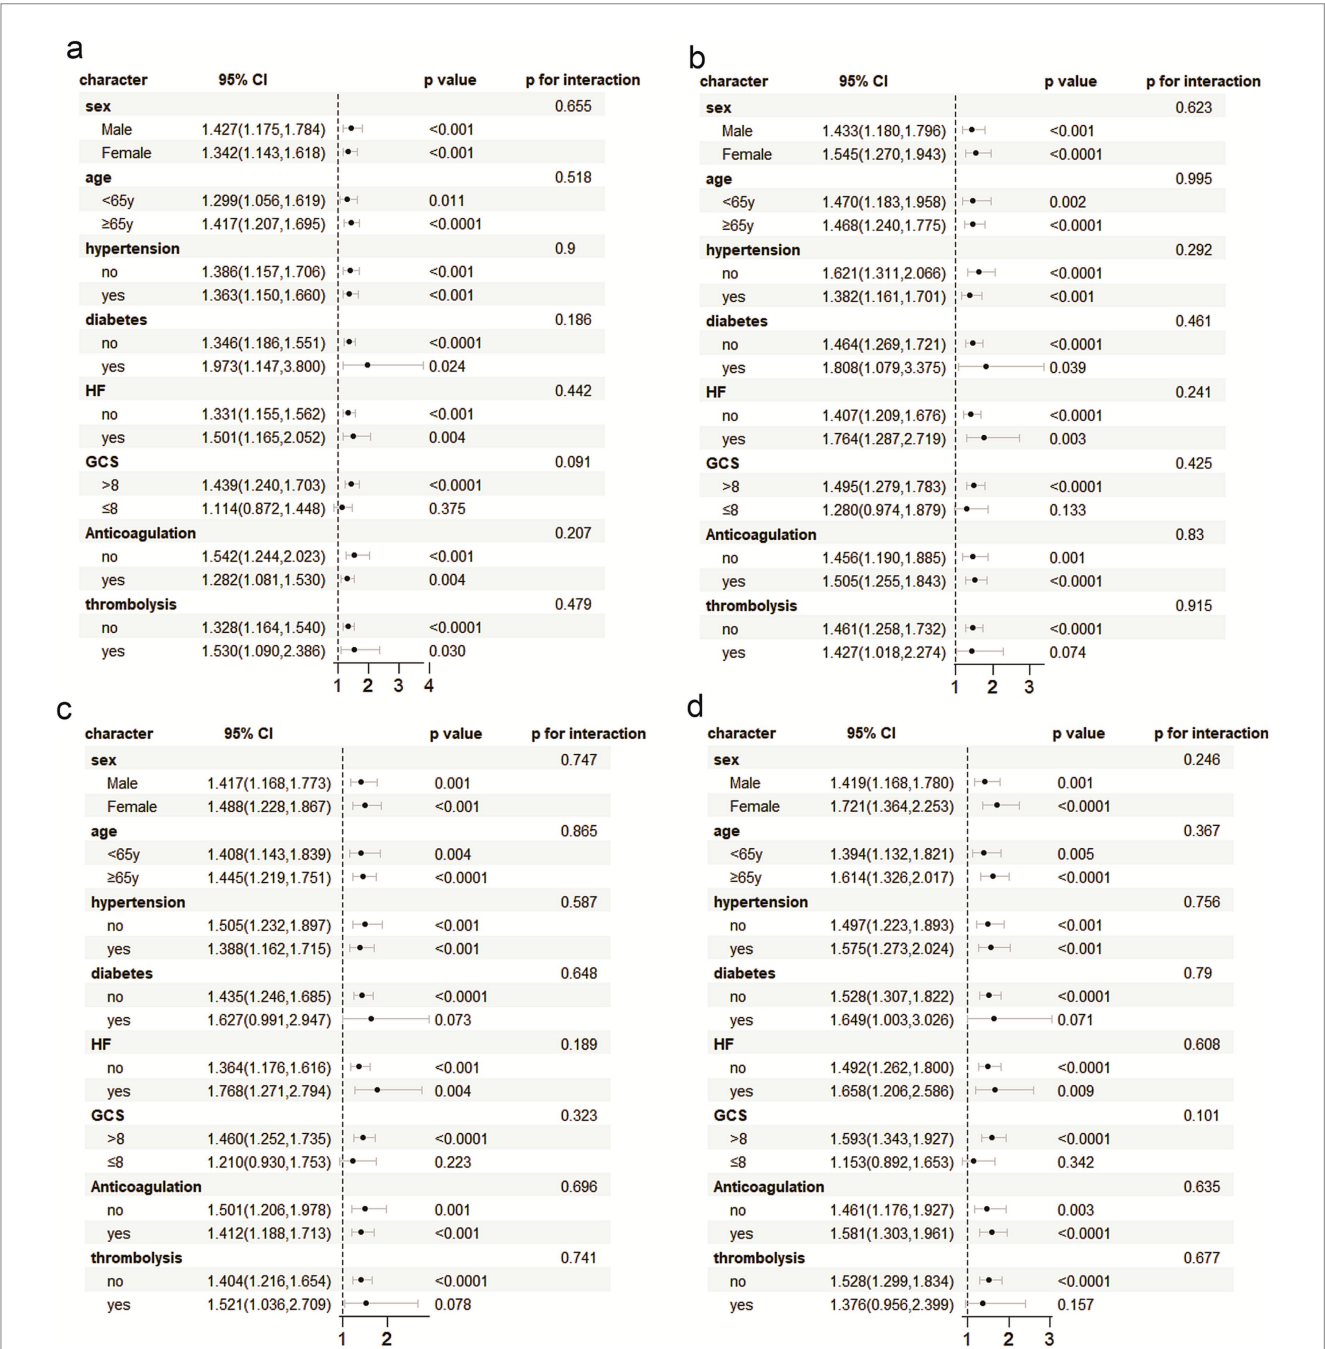 a
character 95% CI p value p for interaction
sex 0.655
Male 1.427(1.175,1.784) <0.001
Female 1.342(1.143,1.618) <0.001
age 0.518
<65y 1.299(1.056,1.619) 0.011
≥65y 1.417(1.207,1.695) <0.0001
hypertension 0.9
no 1.386(1.157,1.706) <0.001
yes 1.363(1.150,1.660) <0.001
diabetes 0.186
no 1.346(1.186,1.551) <0.0001
yes 1.973(1.147,3.800) 0.024
HF 0.442
no 1.331(1.155,1.562) <0.001
yes 1.501(1.165,2.052) 0.004
GCS 0.091
>8 1.439(1.240,1.703) <0.0001
≤8 1.114(0.872,1.448) 0.375
Anticoagulation 0.207
no 1.542(1.244,2.023) <0.001
yes 1.282(1.081,1.530) 0.004
thrombolysis 0.479
no 1.328(1.164,1.540) <0.0001
yes 1.530(1.090,2.386) 0.030
1 2 3 4
b
character 95% CI p value p for interaction
sex 0.623
Male 1.433(1.180,1.796) <0.001
Female 1.545(1.270,1.943) <0.0001
age 0.995
<65y 1.470(1.183,1.958) 0.002
≥65y 1.468(1.240,1.775) <0.0001
hypertension 0.292
no 1.621(1.311,2.066) <0.0001
yes 1.382(1.161,1.701) <0.001
diabetes 0.461
no 1.464(1.269,1.721) <0.0001
yes 1.808(1.079,3.375) 0.039
HF 0.241
no 1.407(1.209,1.676) <0.0001
yes 1.764(1.287,2.719) 0.003
GCS 0.425
>8 1.495(1.279,1.783) <0.0001
≤8 1.280(0.974,1.879) 0.133
Anticoagulation 0.83
no 1.456(1.190,1.885) 0.001
yes 1.505(1.255,1.843) <0.0001
thrombolysis 0.915
no 1.461(1.258,1.732) <0.0001
yes 1.427(1.018,2.274) 0.074
1 2 3
c
character 95% CI p value p for interaction
sex 0.747
Male 1.417(1.168,1.773) 0.001
Female 1.488(1.228,1.867) <0.001
age 0.865
<65y 1.408(1.143,1.839) 0.004
≥65y 1.445(1.219,1.751) <0.0001
hypertension 0.587
no 1.505(1.232,1.897) <0.001
yes 1.388(1.162,1.715) <0.001
diabetes 0.648
no 1.435(1.246,1.685) <0.0001
yes 1.627(0.991,2.947) 0.073
HF 0.189
no 1.364(1.176,1.616) <0.001
yes 1.768(1.271,2.794) 0.004
GCS 0.323
>8 1.460(1.252,1.735) <0.0001
≤8 1.210(0.930,1.753) 0.223
Anticoagulation 0.696
no 1.501(1.206,1.978) 0.001
yes 1.412(1.188,1.713) <0.001
thrombolysis 0.741
no 1.404(1.216,1.654) <0.0001
yes 1.521(1.036,2.709) 0.078
1 2
d
character 95% CI p value p for interaction
sex 0.246
Male 1.419(1.168,1.780) 0.001
Female 1.721(1.364,2.253) <0.0001
age 0.367
<65y 1.394(1.132,1.821) 0.005
≥65y 1.614(1.326,2.017) <0.0001
hypertension 0.756
no 1.497(1.223,1.893) <0.001
yes 1.575(1.273,2.024) <0.001
diabetes 0.79
no 1.528(1.307,1.822) <0.0001
yes 1.649(1.003,3.026) 0.071
HF 0.608
no 1.492(1.262,1.800) <0.0001
yes 1.658(1.206,2.586) 0.009
GCS 0.101
>8 1.593(1.343,1.927) <0.0001
≤8 1.153(0.892,1.653) 0.342
Anticoagulation 0.635
no 1.461(1.176,1.927) 0.003
yes 1.581(1.303,1.961) <0.0001
thrombolysis 0.677
no 1.528(1.299,1.834) <0.0001
yes 1.376(0.956,2.399) 0.157
1 2 3